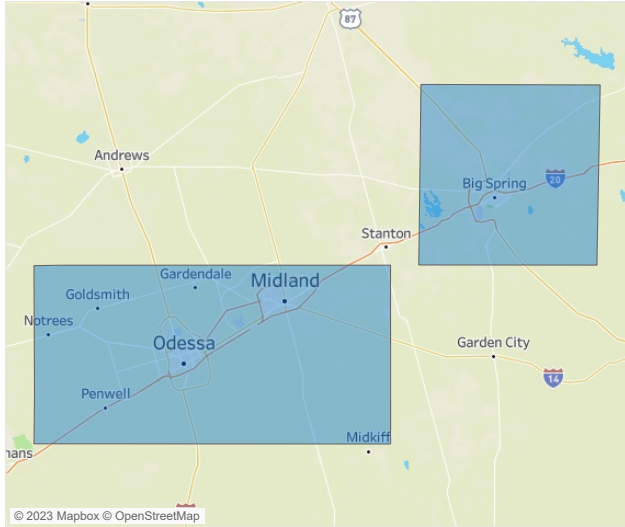 87
Andrews
20
Big Spring
Stanton
Gardendale
Midland
Goldsmith
Notrees
Odessa
Garden City
14
Penwell
Midkiff
hans
© 2023 Mapbox © OpenStreetMap